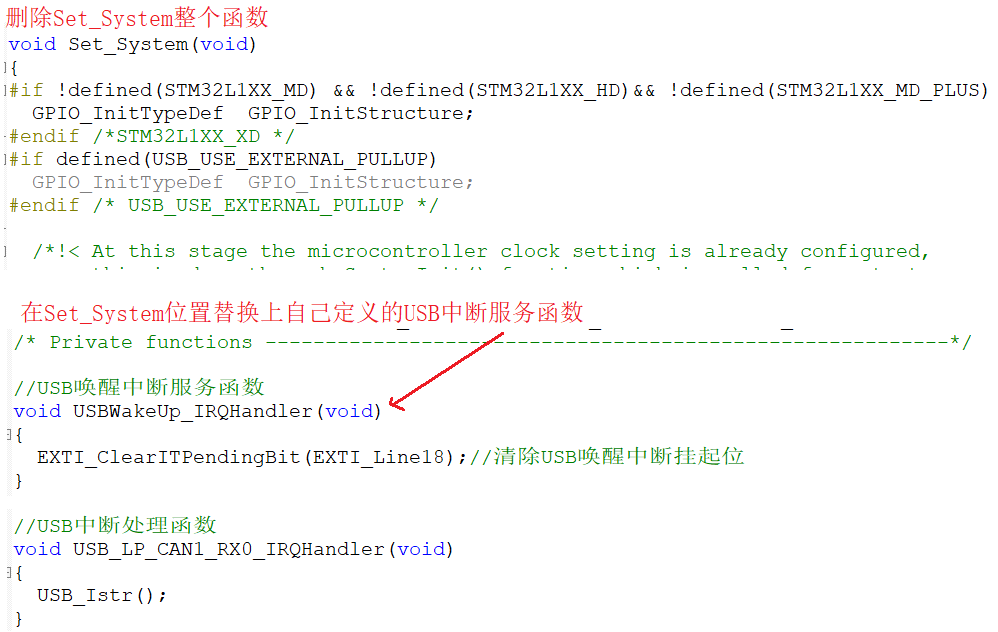 删除Set_System整个函数
void Set_System(void)
{
#if !defined(STM32L1XX_MD) && !defined(STM32L1XX_HD)&& !defined(STM32L1XX_MD_PLUS)
GPIO_InitTypeDef  GPIO_InitStructure;
#endif /*STM32L1XX_XD */
#if defined(USB_USE_EXTERNAL_PULLUP)
GPIO_InitTypeDef  GPIO_InitStructure;
#endif /* USB_USE_EXTERNAL_PULLUP */
/*!< At this stage the microcontroller clock setting is already configured,
在Set_System位置替换上自己定义的USB中断服务函数
/* Private functions ---------------------------------------------------------*/
//USB唤醒中断服务函数
void USBWakeUp_IRQHandler(void)
{
EXTI_ClearITPendingBit(EXTI_Line18);//清除USB唤醒中断挂起位
}
//USB中断处理函数
void USB_LP_CAN1_RX0_IRQHandler(void)
{
USB_Istr();
}